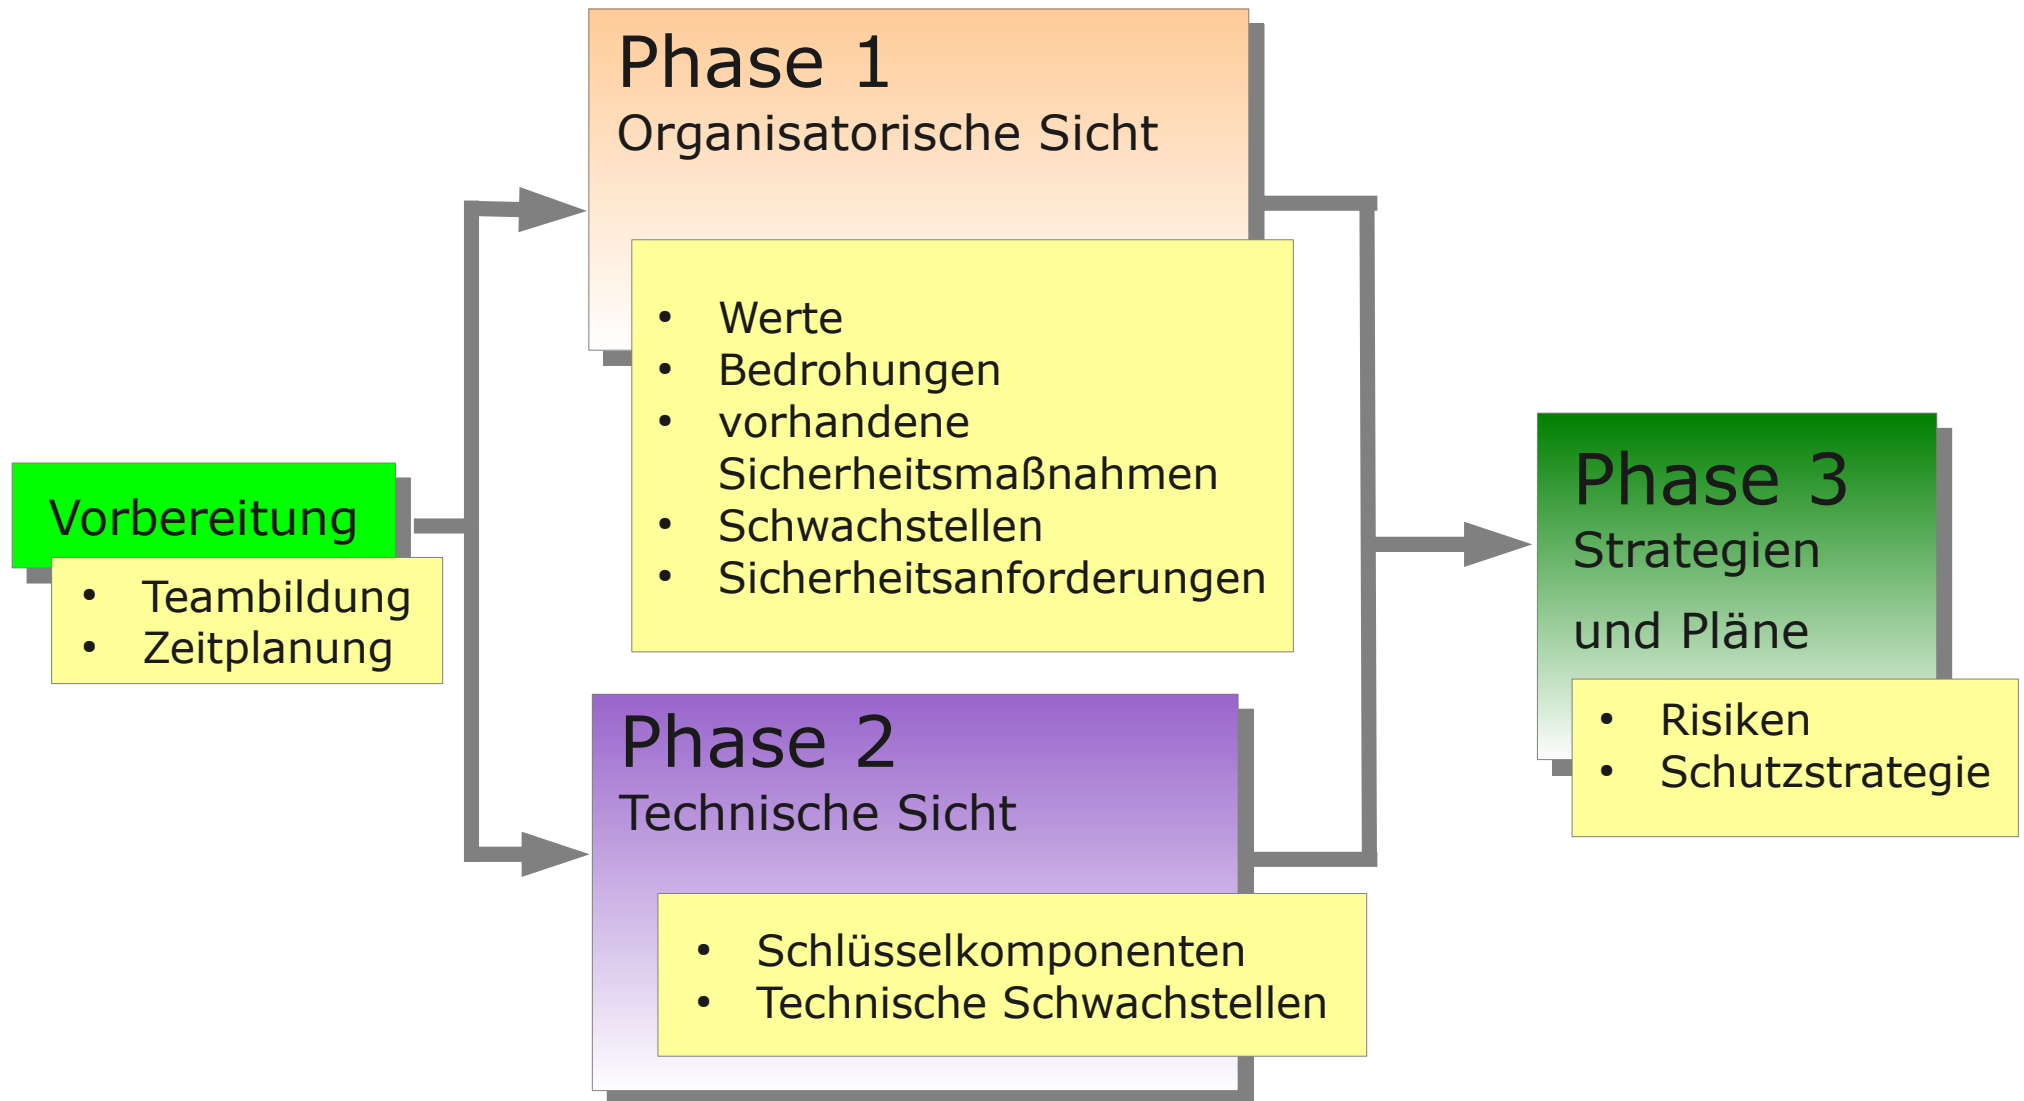 Vorbereitung
• Teambildung
• Zeitplanung
Phase 1
Organisatorische Sicht
• Werte
• Bedrohungen
• vorhandene
Sicherheitsmaßnahmen
• Schwachstellen
• Sicherheitsanforderungen
Phase 2
Technische Sicht
• Schlüsselkomponenten
• Technische Schwachstellen
Phase 3
Strategien
und Pläne
• Risiken
• Schutzstrategie